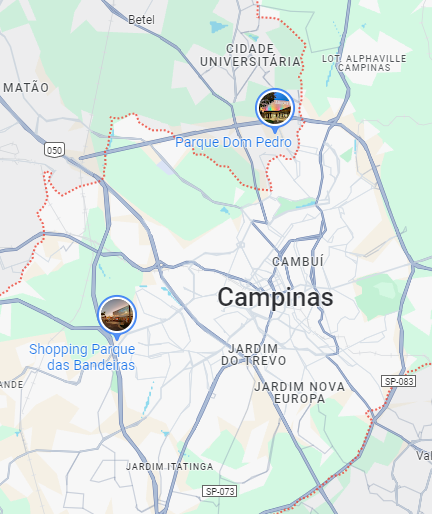 Betel
CIDADE
UNIVERSITÁRIA
LOT. ALPHAVILLE
CAMPINAS
MATÃO
Parque Dom Pedro
050
CAMBUÍ
Campinas
Shopping Parque
das Bandeiras
JARDIM
DO TREVO
ANDE
JARDIM NOVA
EUROPA
SP-083
JARDIM ITATINGA
Val
SP-073